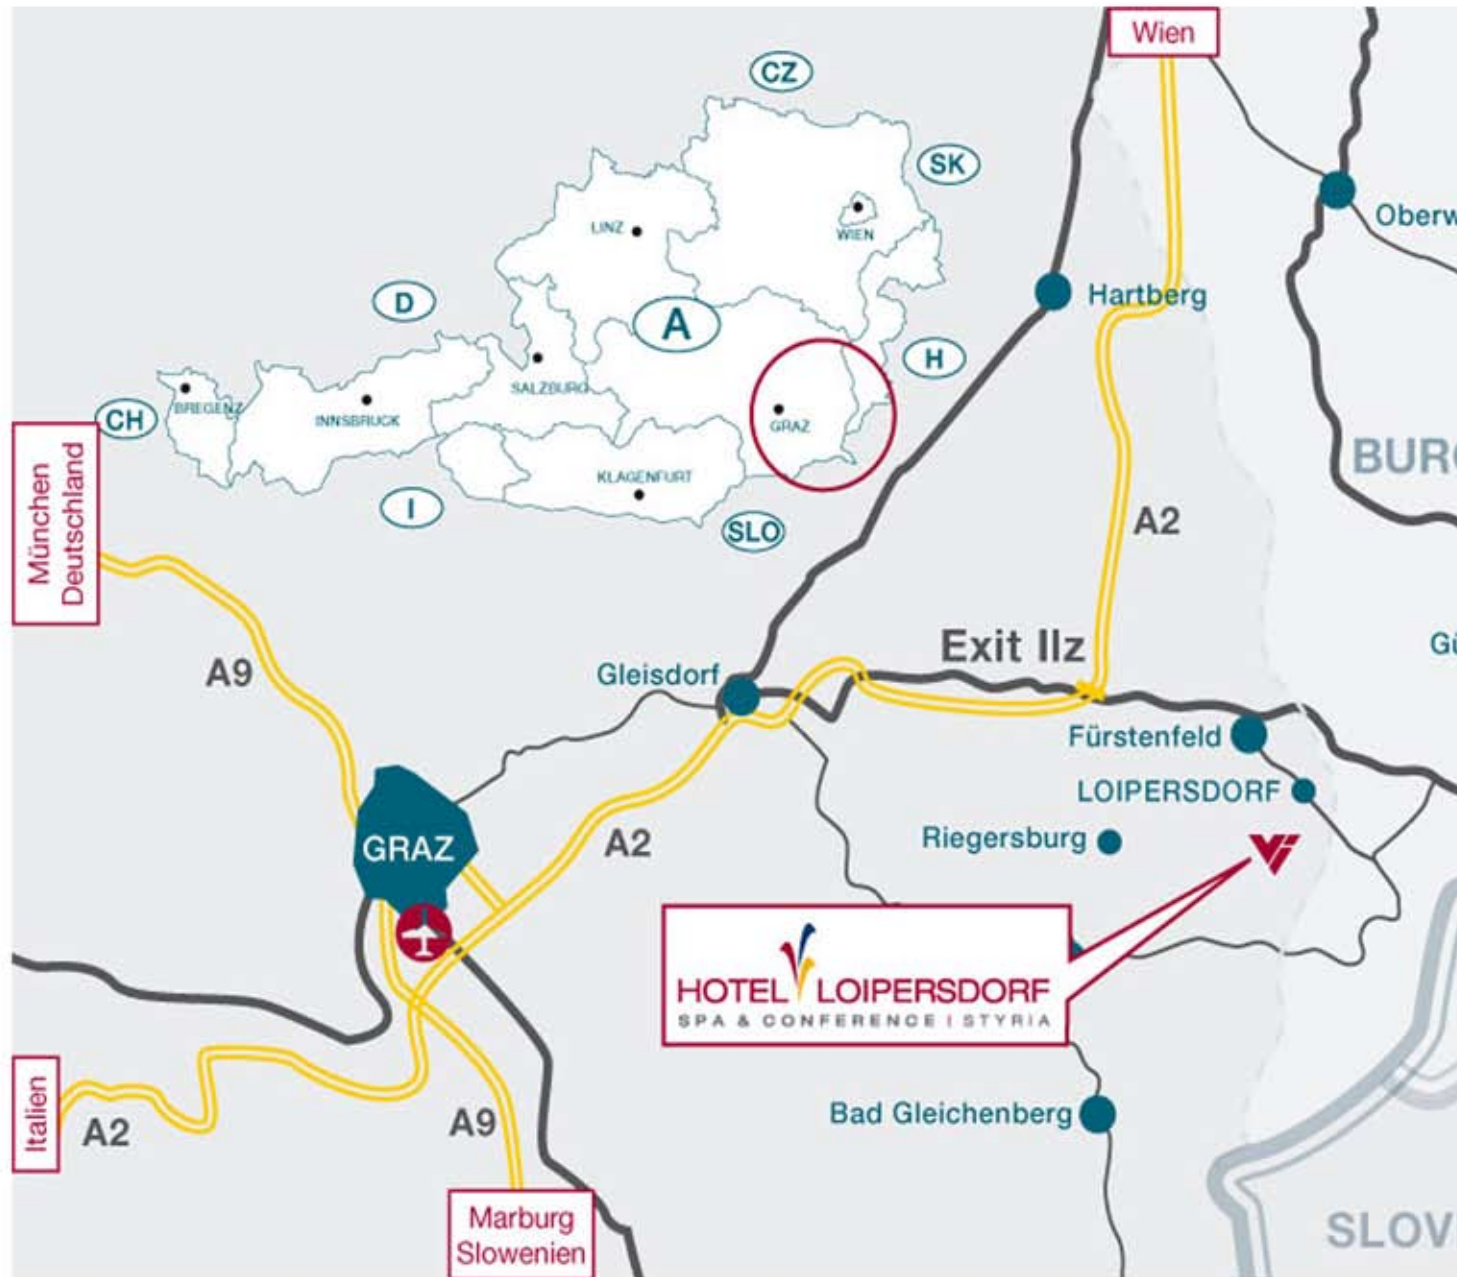 Wien
CZ
SK
Oberw
LINZ
WIEN
D
A
Hartberg
H
SALZBURG
BREGENZ
INNSBRUCK
CH
GRAZ
KLAGENFURT
I
SLO
BURG
A2
München
Deutschland
A9
Exit Ilz
Gleisdorf
Gü
Fürstenfeld
LOIPERSDORF
A2
Riegersburg
GRAZ
HOTEL LOIPERSDORF
SPA & CONFERENCE | STYRIA
Italien
A2
A9
Bad Gleichenberg
Marburg
Slowenien
SLOV